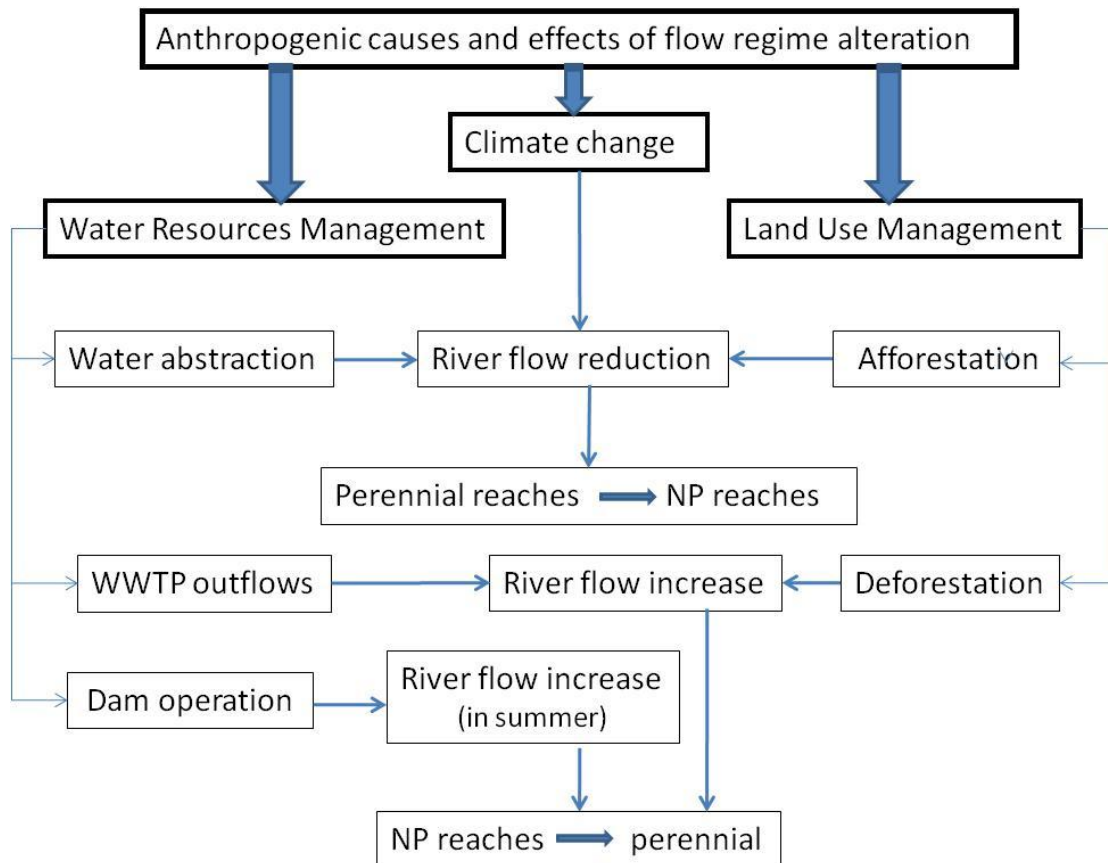 Anthropogenic causes and effects of flow regime alteration
Climate change
Water Resources Management
Land Use Management
Water abstraction
River flow reduction
Afforestation
Perennial reaches NP reaches
WWTP outflows
River flow increase
Deforestation
Dam operation
River flow increase
(in summer)
NP reaches perennial